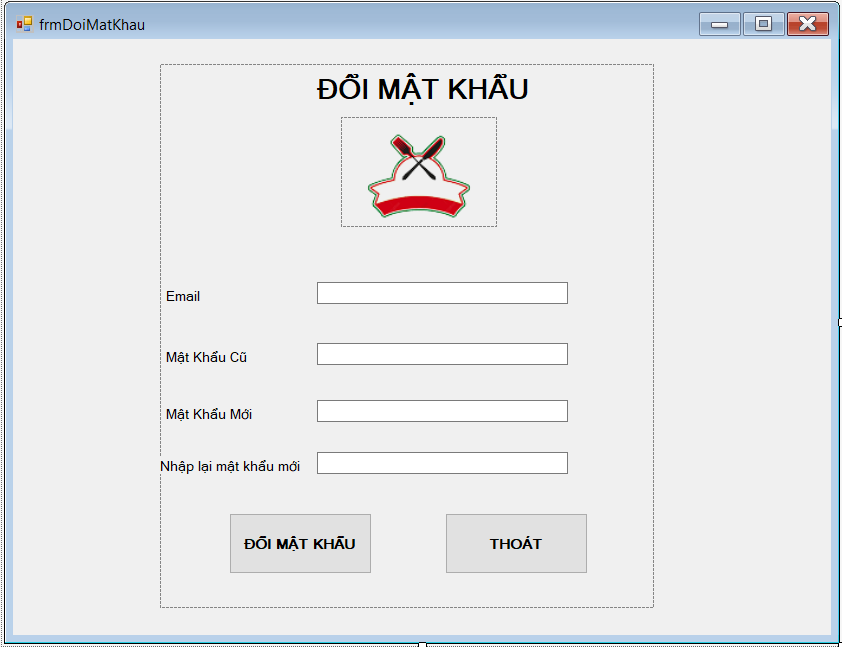 frmDoiMatKhau
ĐỔI MẬT KHẨU
Email
Mật Khẩu Cũ
Mật Khẩu Mới
Nhập lại mật khẩu mới
ĐỔI MẬT KHẨU
THOÁT